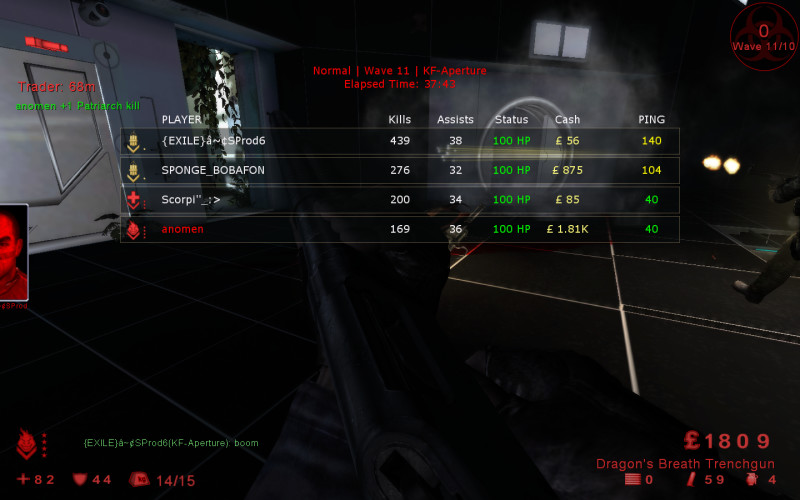 0
Wave 11/10
Normal | Wave 11 | KF-Aperture
Elapsed Time: 37:43
Trader: 68m
anomen +1 Patriarch kill
PLAYER Kills Assists Status Cash PING
{EXILE}â~¢SProd6 439 38 100 HP £ 56 140
SPONGE_BOBAFON 276 32 100 HP £ 875 104
Scorpi"_:> 200 34 100 HP £ 85 40
anomen 169 36 100 HP £ 1.81K 40
¢SProd
{EXILE}â~¢SProd6(KF-Aperture): boom
£1809
Dragon's Breath Trenchgun
82 44 14/15 0 59 4